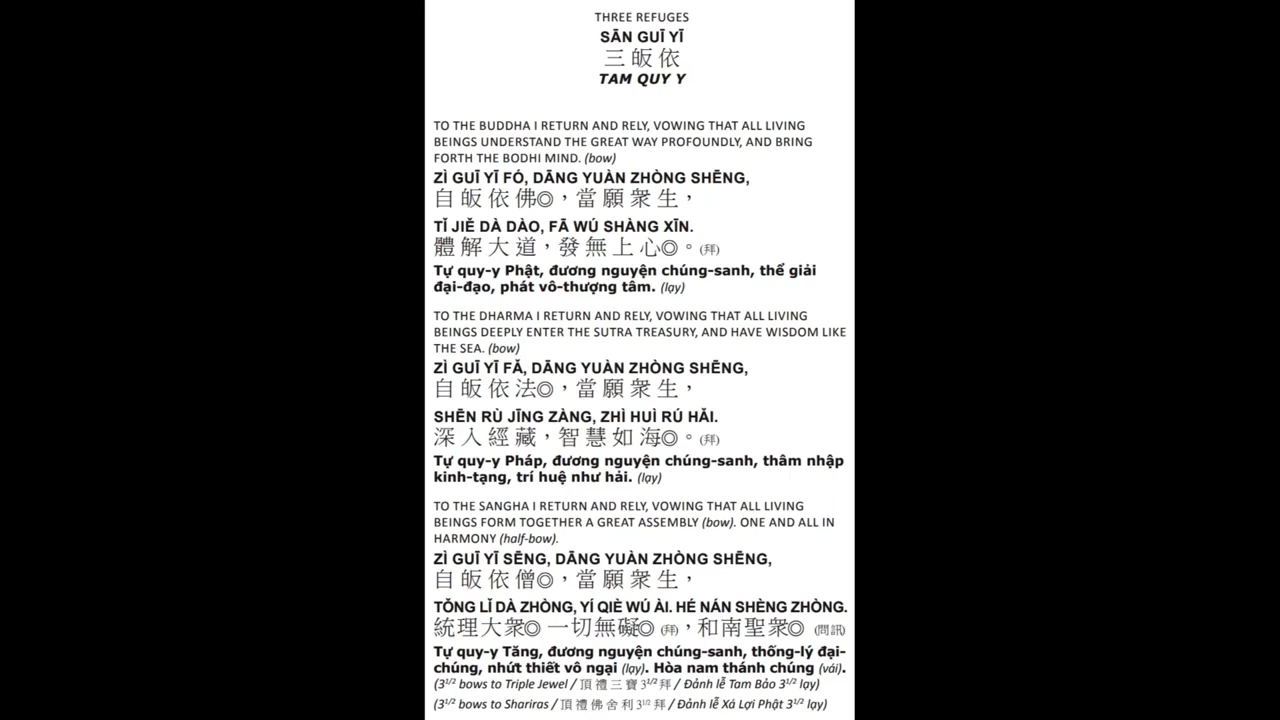 THREE REFUGES
SĀN GUĪ YĪ
三皈依
TAM QUY Y
TO THE BUDDHA I RETURN AND RELY, VOWING THAT ALL LIVING
BEINGS UNDERSTAND THE GREAT WAY PROFOUNDLY, AND BRING
FORTH THE BODHI MIND. (bow)
ZÌ GUĪ YĪ FÓ, DĀNG YUÀN ZHÒNG SHĒNG,
自皈依佛◎，當願衆生，
TǏ JIĚ DÀ DÀO, FĀ WÚ SHÀNG XĪN.
體解大道，發無上心◎。(拜)
Tự quy-y Phật, đương nguyện chúng-sanh, thể giải
đại-đạo, phát vô-thượng tâm. (lạy)
TO THE DHARMA I RETURN AND RELY, VOWING THAT ALL LIVING
BEINGS DEEPLY ENTER THE SUTRA TREASURY, AND HAVE WISDOM LIKE
THE SEA. (bow)
ZÌ GUĪ YĪ FǍ, DĀNG YUÀN ZHÒNG SHĒNG,
自皈依法◎，當願衆生，
SHĒN RÙ JĪNG ZÀNG, ZHÌ HUÌ RÚ HǍI.
深入經藏，智慧如海◎。(拜)
Tự quy-y Pháp, đương nguyện chúng-sanh, thâm nhập
kinh-tạng, trí huệ như hải. (lạy)
TO THE SANGHA I RETURN AND RELY, VOWING THAT ALL LIVING
BEINGS FORM TOGETHER A GREAT ASSEMBLY (bow). ONE AND ALL IN
HARMONY (half-bow).
ZÌ GUĪ YĪ SĒNG, DĀNG YUÀN ZHÒNG SHĒNG,
自皈依僧◎，當願衆生，
TǑNG LǏ DÀ ZHÒNG, YÍ QIÈ WÚ ÀI. HÉ NÁN SHÈNG ZHÒNG.
統理大衆◎ 一切無礙◎ (拜)，和南聖衆◎ (問訊)
Tự quy-y Tăng, đương nguyện chúng-sanh, thống-lý đại-
chúng, nhứt thiết vô ngại (lạy). Hòa nam thánh chúng (vái).
(3 1/2 bows to Triple Jewel / 頂禮三寶 3 1/2 拜 / Đảnh lễ Tam Bảo 3 1/2 lạy)
(3 1/2 bows to Shariras / 頂禮佛舍利 3 1/2 拜 / Đảnh lễ Xá Lợi Phật 3 1/2 lạy)